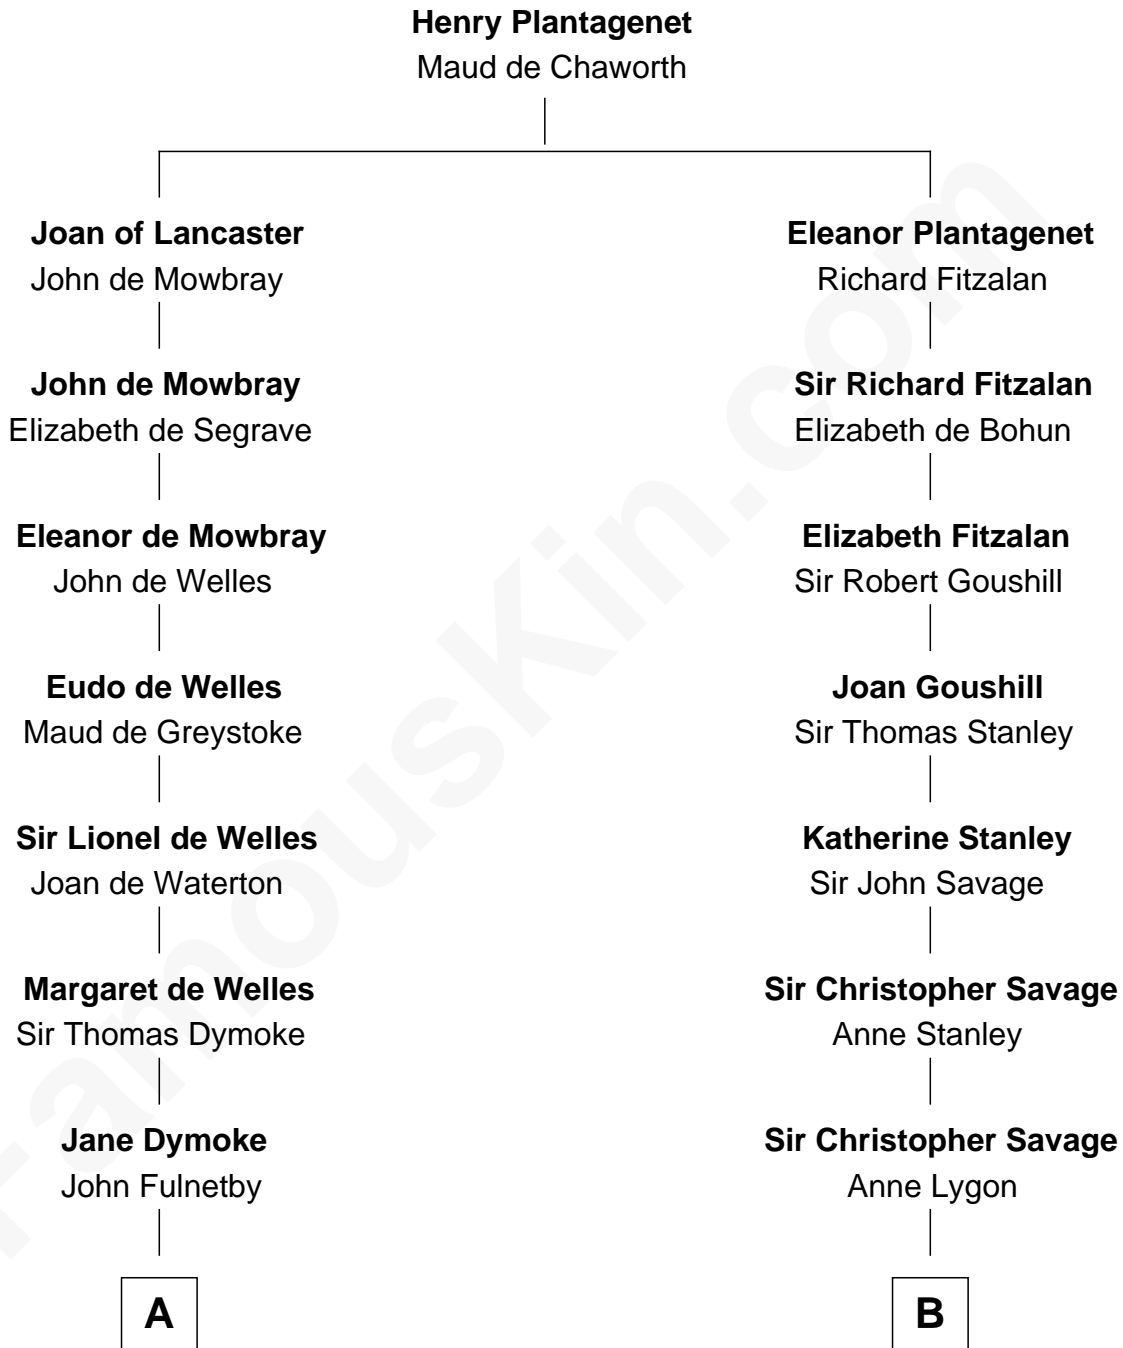 Henry Plantagenet
Maud de Chaworth
Joan of Lancaster
John de Mowbray
Eleanor Plantagenet
Richard Fitzalan
John de Mowbray
Elizabeth de Segrave
Sir Richard Fitzalan
Elizabeth de Bohun
Eleanor de Mowbray
John de Welles
Elizabeth Fitzalan
Sir Robert Goushill
Eudo de Welles
Maud de Greystoke
Joan Goushill
Sir Thomas Stanley
Sir Lionel de Welles
Joan de Waterton
Katherine Stanley
Sir John Savage
Margaret de Welles
Sir Thomas Dymoke
Sir Christopher Savage
Anne Stanley
Jane Dymoke
John Fulnetby
Sir Christopher Savage
Anne Lygon
A
B
FamousKin.com